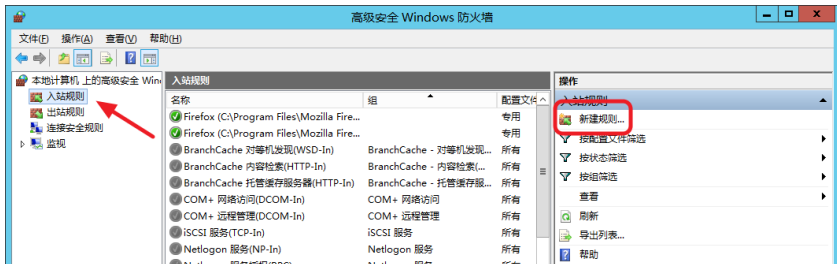 高级安全 Windows 防火墙
文件(F) 操作(A) 查看(V) 帮助(H)
本地计算机 上的高级安全 Win
入站规则
出站规则
连接安全规则
监视
入站规则
名称 组 配置文件
Firefox (C:\Program Files\Mozilla Fire... 专用
Firefox (C:\Program Files\Mozilla Fire... 专用
BranchCache 对等机发现(WSD-In) BranchCache - 对等机发现... 所有
BranchCache 内容检索(HTTP-In) BranchCache - 内容检索(... 所有
BranchCache 托管缓存服务器(HTTP-In) BranchCache - 托管缓存服... 所有
COM+ 网络访问(DCOM-In) COM+ 网络访问 所有
COM+ 远程管理(DCOM-In) COM+ 远程管理 所有
iSCSI 服务(TCP-In) iSCSI 服务 所有
Netlogon 服务(NP-In) Netlogon 服务 所有
操作
入站规则
新建规则...
按配置文件筛选
按状态筛选
按组筛选
查看
刷新
导出列表...
帮助